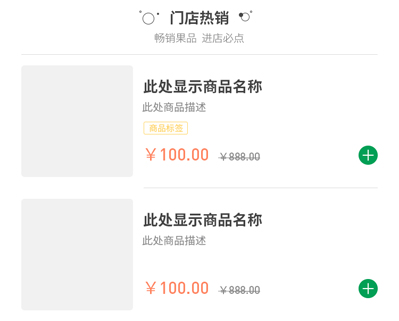 门店热销
畅销果品 进店必点
此处显示商品名称
此处商品描述
商品标签
￥100.00 ￥888.00
此处显示商品名称
此处商品描述
￥100.00 ￥888.00